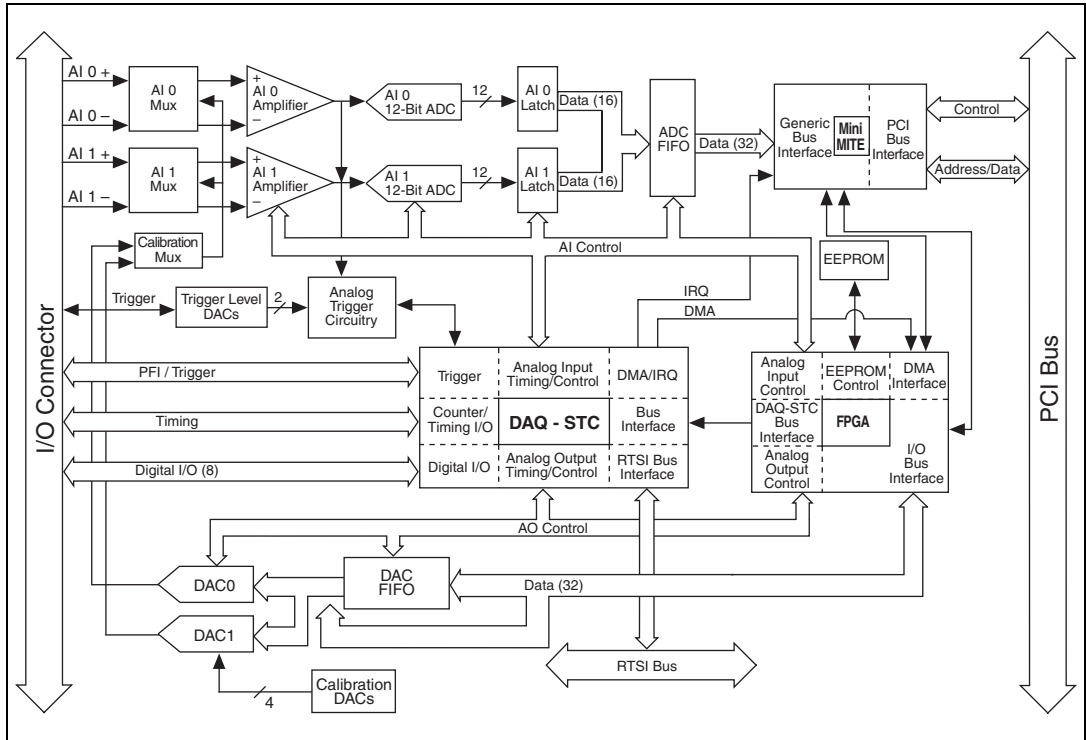 AI 0 +
AI 0 –
AI 1 +
AI 1 –
AI 0
Mux
AI 1
Mux
+
AI 0
Amplifier
–
+
AI 1
Amplifier
–
AI 0
12-Bit ADC
AI 1
12-Bit ADC
12
12
AI 0
Latch
AI 1
Latch
Data (16)
Data (16)
ADC
FIFO
Data (32)
Generic
Bus
Interface
Mini
MITE
PCI
Bus
Interface
Control
Address/Data
Calibration
Mux
AI Control
EEPROM
Trigger
Trigger Level
DACs
2
Analog
Trigger
Circuitry
IRQ
DMA
I/O Connector
PCI Bus
PFI / Trigger
Timing
Digital I/O (8)
Trigger
Analog Input
Timing/Control
DMA/IRQ
Counter/
Timing I/O
DAQ - STC
Bus
Interface
Digital I/O
Analog Output
Timing/Control
RTSI Bus
Interface
Analog
Input
Control
EEPROM
Control
DMA
Interface
DAQ-STC
Bus
Interface
FPGA
Analog
Output
Control
I/O
Bus
Interface
AO Control
DAC0
DAC
FIFO
Data (32)
DAC1
RTSI Bus
4
Calibration
DACs